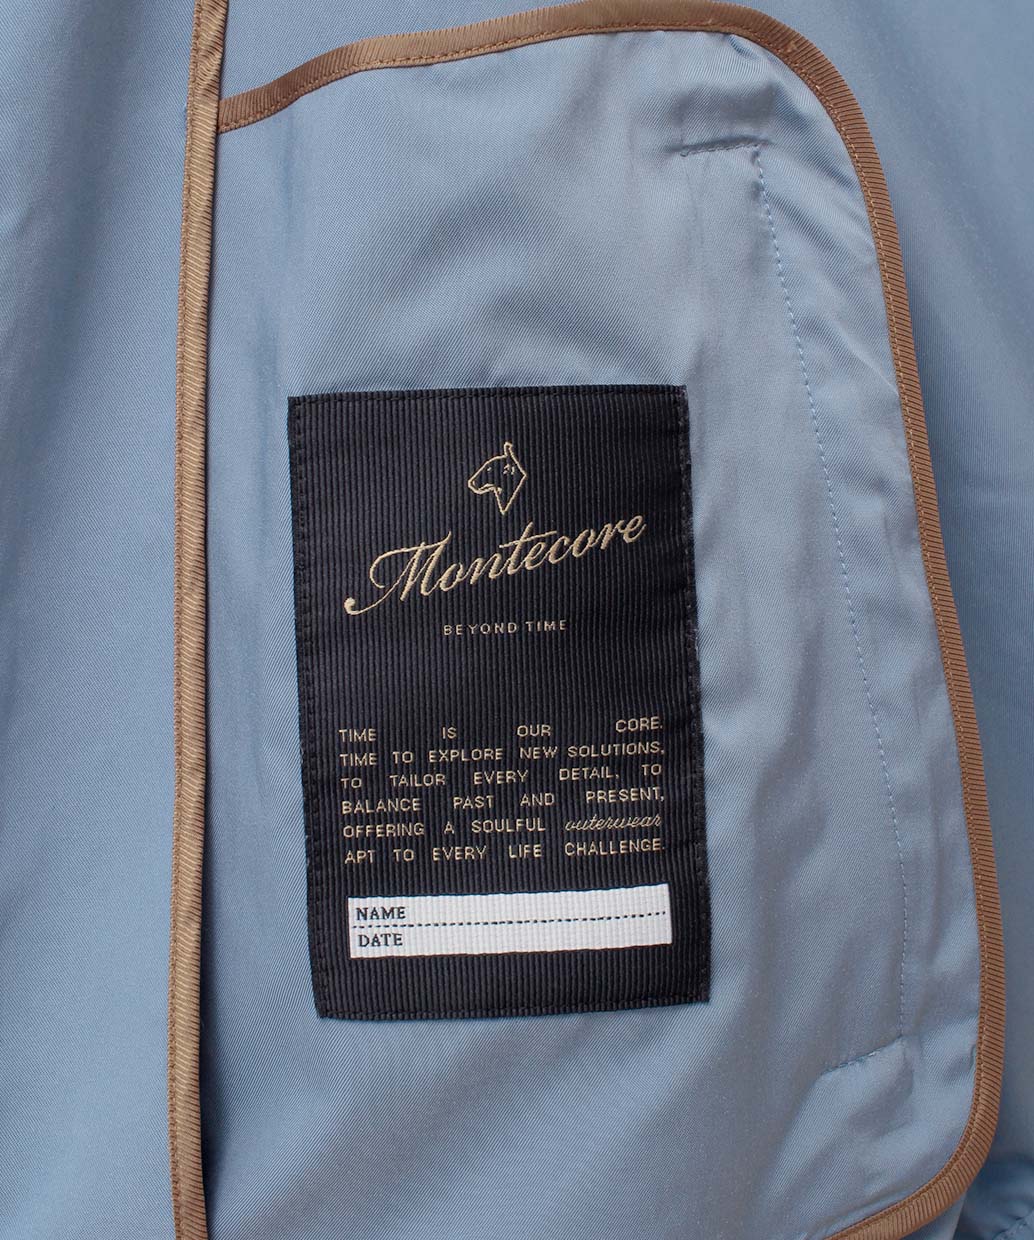 Montecore
BEYOND TIME
TIME IS OUR CORE.
TIME TO EXPLORE NEW SOLUTIONS,
TO TAILOR EVERY DETAIL, TO
BALANCE PAST AND PRESENT,
OFFERING A SOULFUL outerwear
APT TO EVERY LIFE CHALLENGE.
NAME
DATE